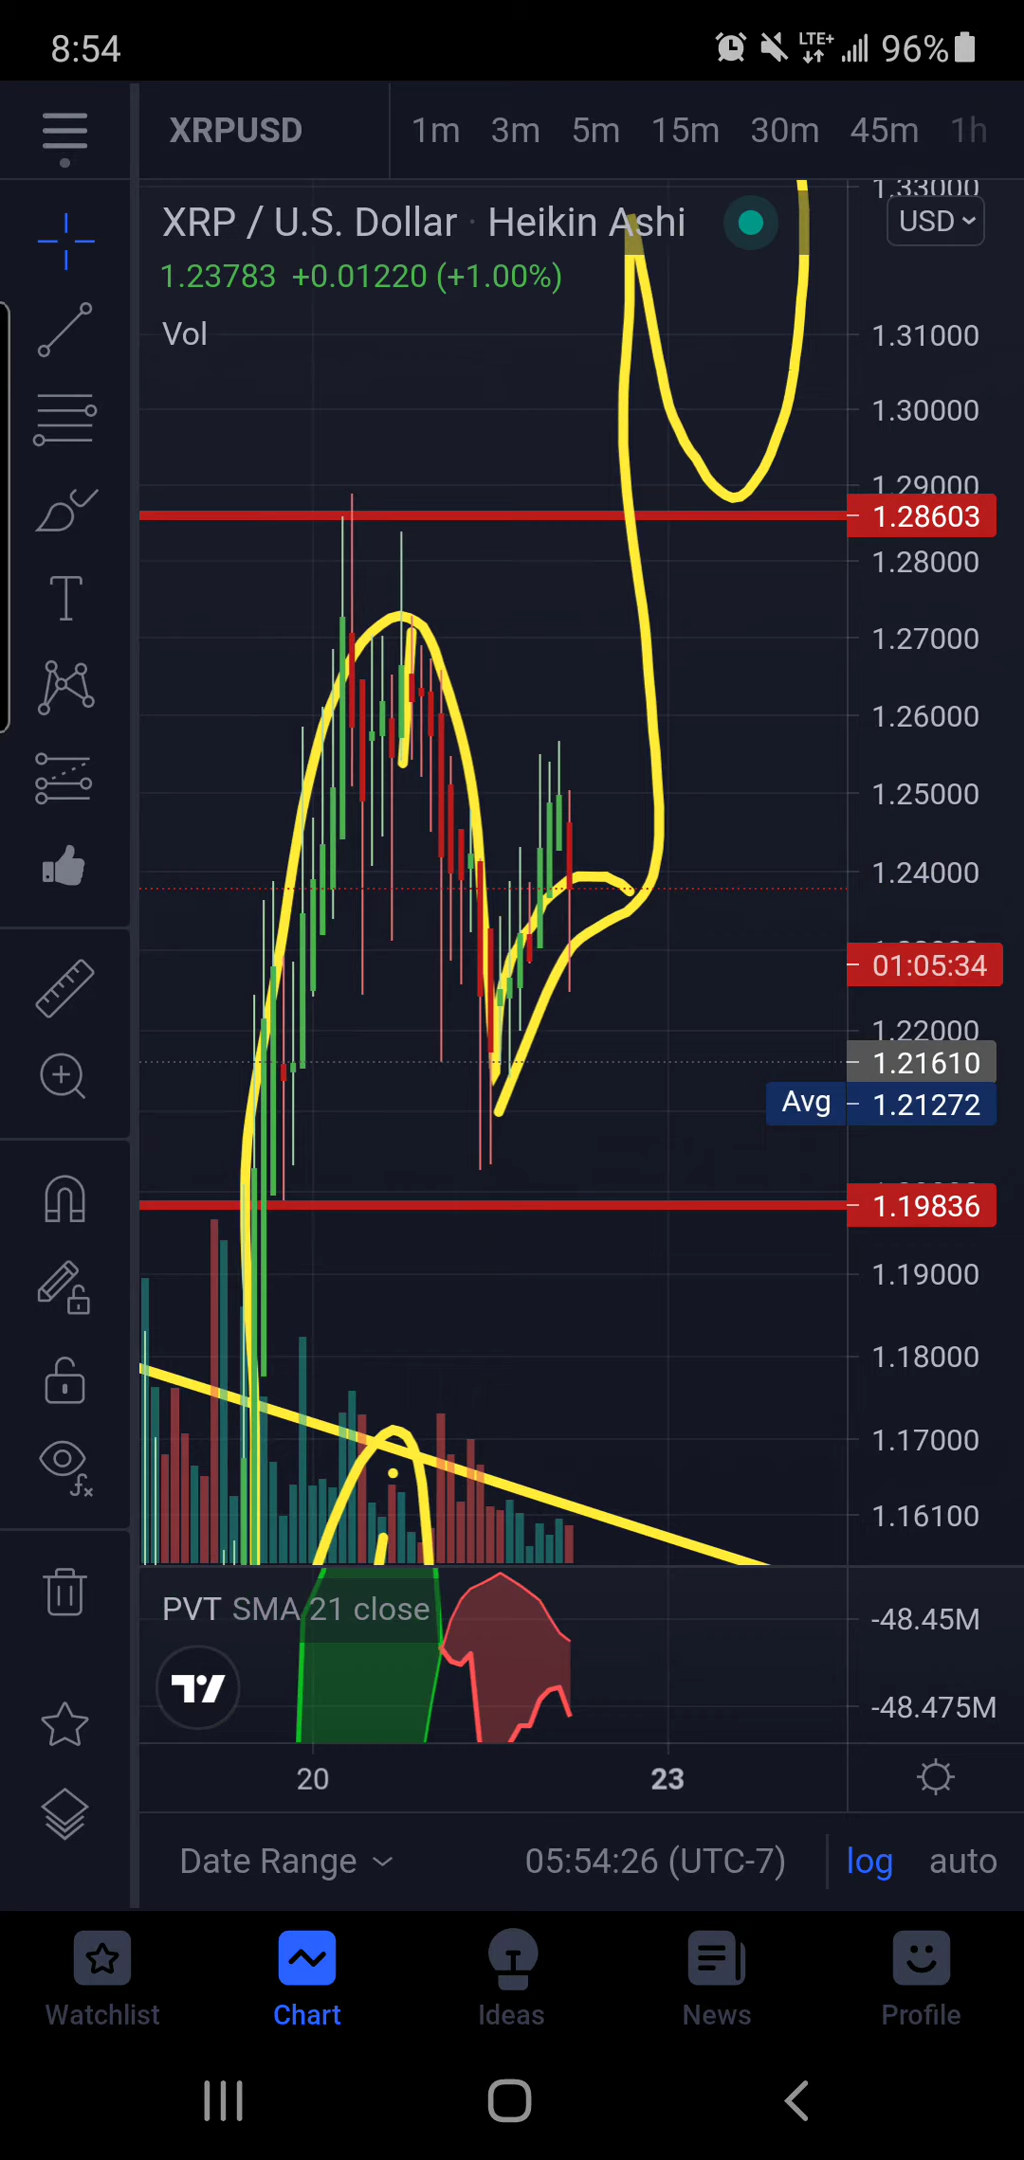 8:54 LTE+ 96%
XRPUSD 1m 3m 5m 15m 30m 45m 1h
1.33000
XRP / U.S. Dollar · Heikin Ashi USD
1.23783 +0.01220 (+1.00%)
Vol
1.31000
1.30000
1.29000
1.28603
1.28000
1.27000
1.26000
1.25000
1.24000
01:05:34
1.22000
1.21610
Avg 1.21272
1.19836
1.19000
1.18000
1.17000
1.16100
PVT SMA 21 close
-48.45M
-48.475M
20 23
Date Range 05:54:26 (UTC-7) log auto
Watchlist Chart Ideas News Profile